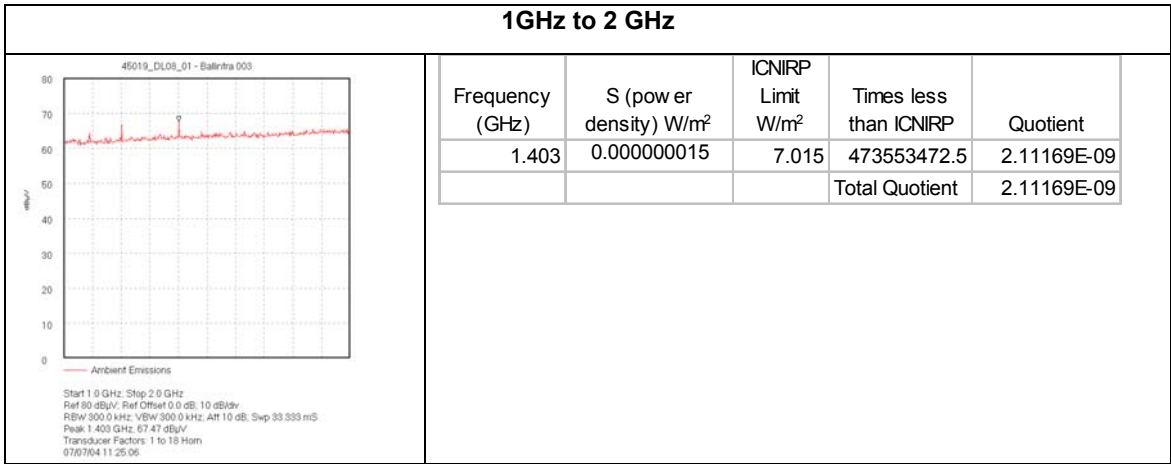 1GHz to 2 GHz
45019_DL08_01 - Ballintra 003
80
70
60
50
40
30
20
10
0
dBµV
Ambient Emissions
Start 1.0 GHz; Stop 2.0 GHz
Ref 80 dBµV; Ref Offset 0.0 dB; 10 dB/div
RBW 300.0 kHz; VBW 300.0 kHz; Att 10 dB; Swp 33.333 mS
Peak 1.403 GHz, 67.47 dBµV
Transducer Factors: 1 to 18 Horn
07/07/04 11:25:06
Frequency (GHz) S (pow er density) W/m² ICNIRP Limit W/m² Times less than ICNIRP Quotient
1.403 0.000000015 7.015 473553472.5 2.11169E-09
Total Quotient 2.11169E-09